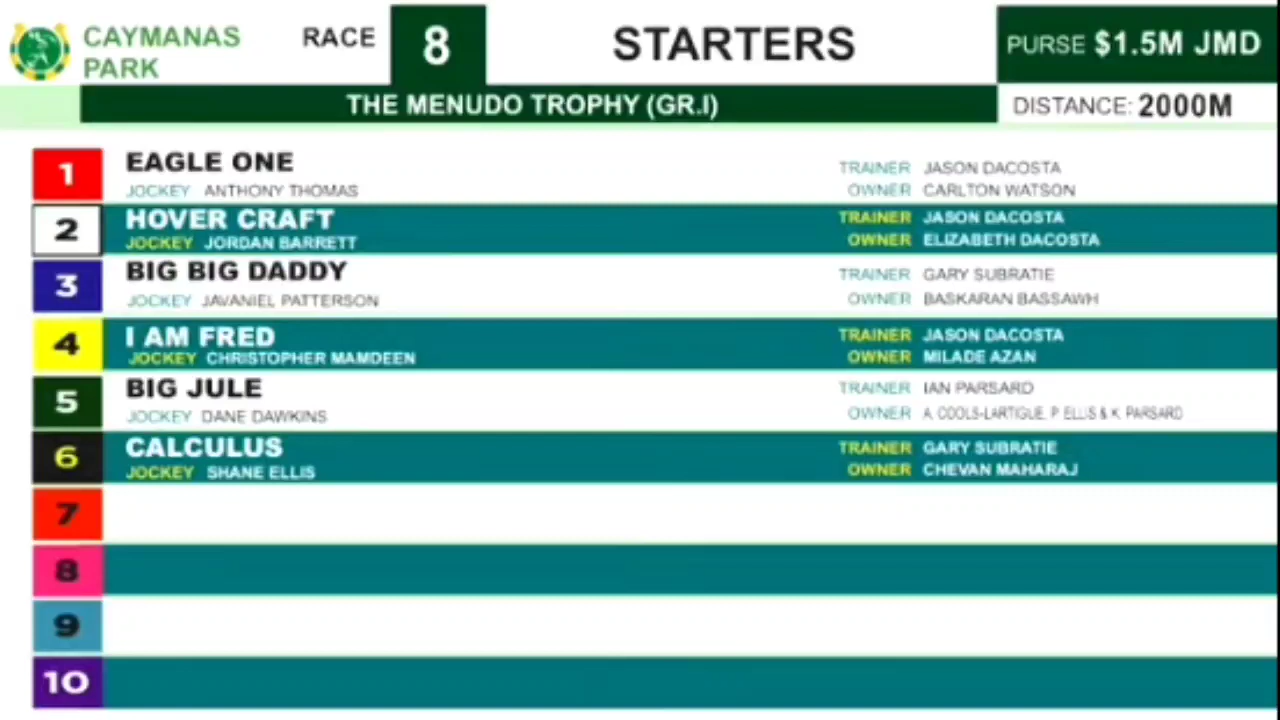 CAYMANAS PARK
RACE 8
STARTERS
PURSE $1.5M JMD
THE MENUDO TROPHY (GR.I)
DISTANCE: 2000M
1 EAGLE ONE
JOCKEY ANTHONY THOMAS
TRAINER JASON DACOSTA
OWNER CARLTON WATSON
2 HOVER CRAFT
JOCKEY JORDAN BARRETT
TRAINER JASON DACOSTA
OWNER ELIZABETH DACOSTA
3 BIG BIG DADDY
JOCKEY JAVANIEL PATTERSON
TRAINER GARY SUBRATIE
OWNER BASKARAN BASSAWH
4 I AM FRED
JOCKEY CHRISTOPHER MAMDEEN
TRAINER JASON DACOSTA
OWNER MILADE AZAN
5 BIG JULE
JOCKEY DANE DAWKINS
TRAINER IAN PARSARD
OWNER A. COOLS-LARTIGUE, P. ELLIS & K. PARSARD
6 CALCULUS
JOCKEY SHANE ELLIS
TRAINER GARY SUBRATIE
OWNER CHEVAN MAHARAJ
7
8
9
10